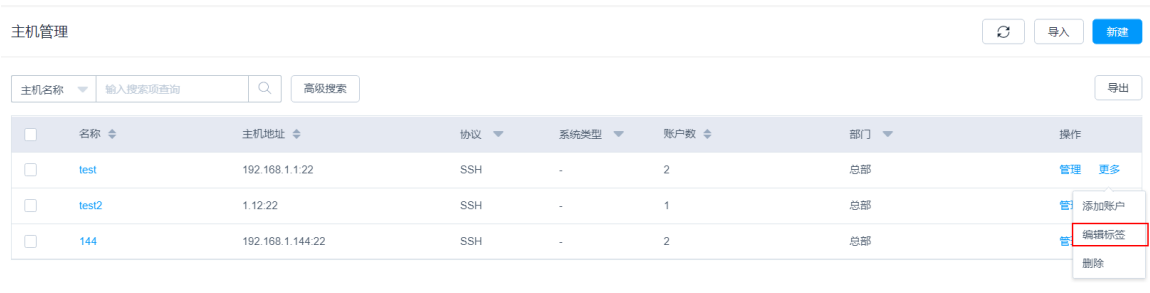 主机管理 导入 新建
主机名称 输入搜索项查询 高级搜索 导出
名称 主机地址 协议 系统类型 账户数 部门 操作
test 192.168.1.1:22 SSH - 2 总部 管理 更多
test2 1.12:22 SSH - 1 总部 管 添加账户
144 192.168.1.144:22 SSH - 2 总部 管 编辑标签
删除